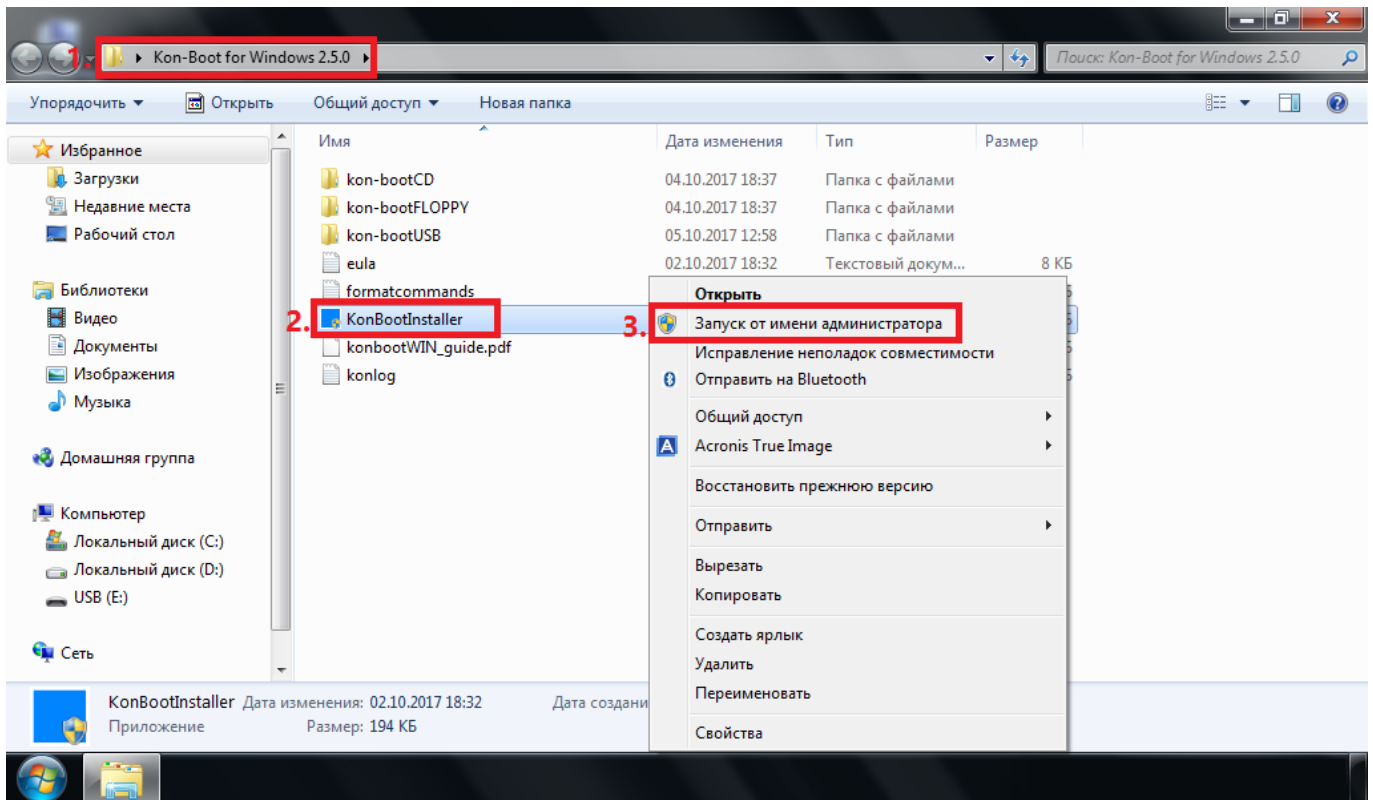 1. Kon-Boot for Windows 2.5.0
Поиск: Kon-Boot for Windows 2.5.0
Упорядочить Открыть Общий доступ Новая папка
Имя Дата изменения Тип Размер
Избранное
Загрузки
Недавние места
Рабочий стол
Библиотеки
Видео
Документы
Изображения
Музыка
Домашняя группа
Компьютер
Локальный диск (C:)
Локальный диск (D:)
USB (E:)
Сеть
kon-bootCD 04.10.2017 18:37 Папка с файлами
kon-bootFLOPPY 04.10.2017 18:37 Папка с файлами
kon-bootUSB 05.10.2017 12:58 Папка с файлами
eula 02.10.2017 18:32 Текстовый докум... 8 КБ
formatcommands
2. KonBootInstaller
konbootWIN_guide.pdf
konlog
Открыть
3. Запуск от имени администратора
Исправление неполадок совместимости
Отправить на Bluetooth
Общий доступ
Acronis True Image
Восстановить прежнюю версию
Отправить
Вырезать
Копировать
Создать ярлык
Удалить
Переименовать
Свойства
KonBootInstaller Дата изменения: 02.10.2017 18:32 Дата создани
Приложение Размер: 194 КБ